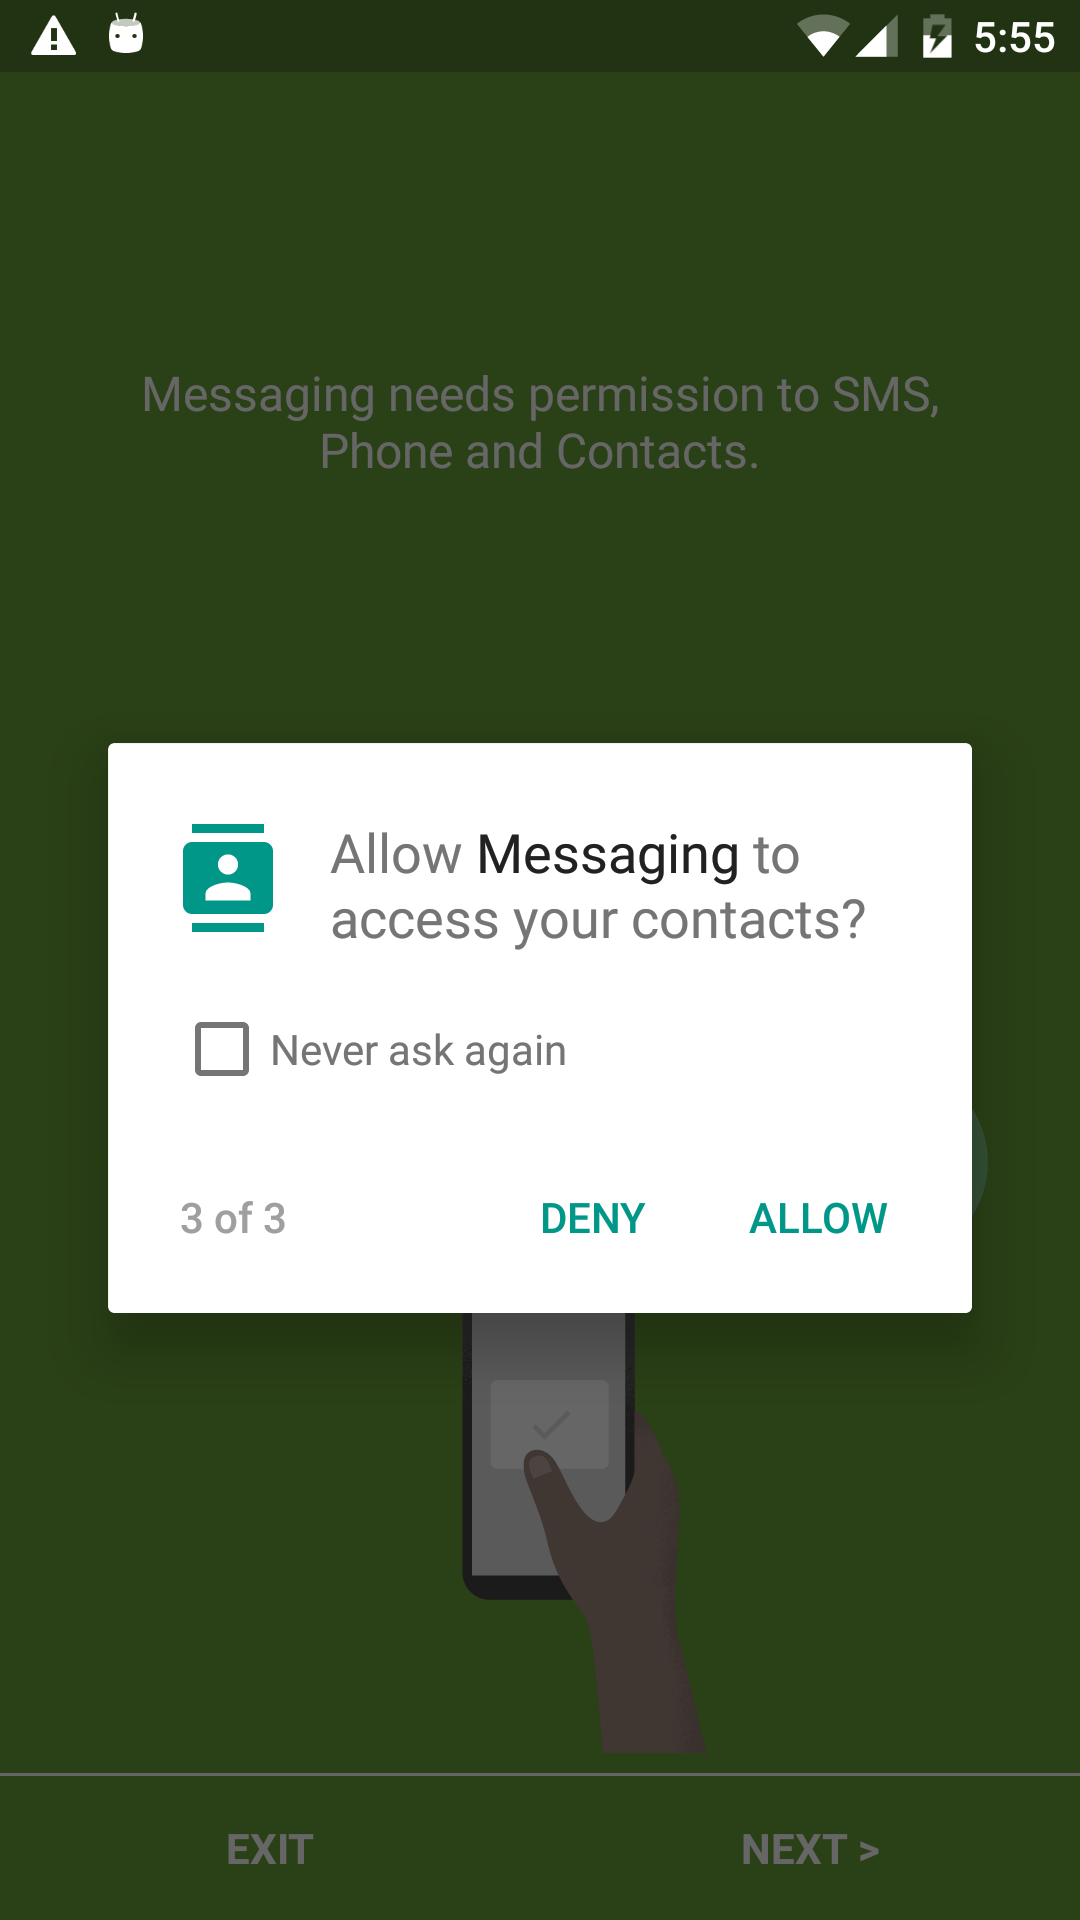 5:55
Messaging needs permission to SMS,
Phone and Contacts.
Allow Messaging to
access your contacts?
Never ask again
3 of 3
DENY
ALLOW
EXIT
NEXT >